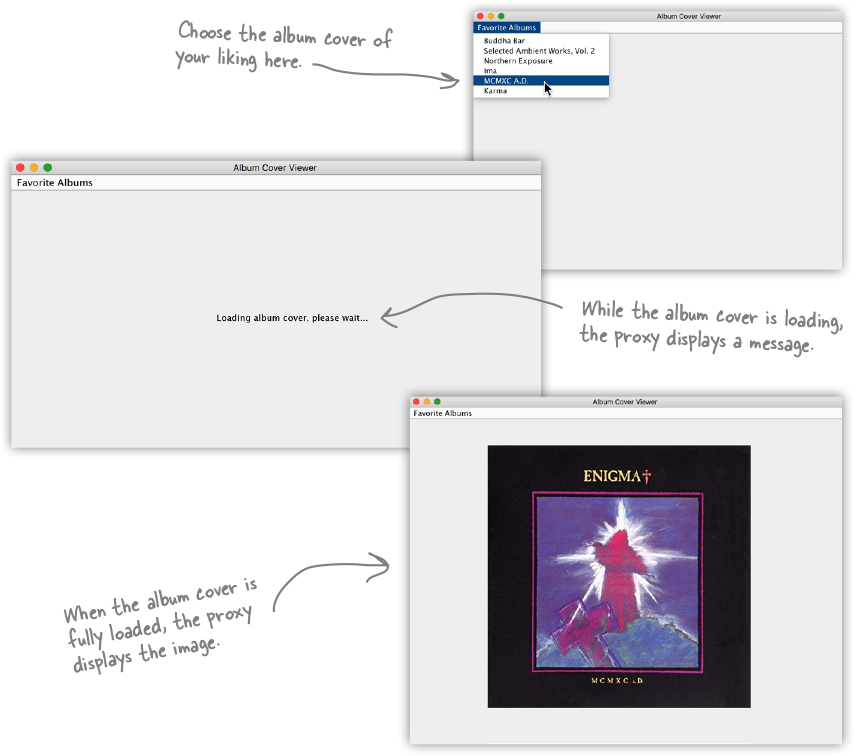 Choose the album cover of
your liking here.
Album Cover Viewer
Favorite Albums
Buddha Bar
Selected Ambient Works, Vol. 2
Northern Exposure
Ima
MCMXC A.D.
Karma
Album Cover Viewer
Favorite Albums
Loading album cover, please wait...
While the album cover is loading,
the proxy displays a message.
Album Cover Viewer
Favorite Albums
ENIGMA†
MCMXC a.D.
When the album cover is
fully loaded, the proxy
displays the image.